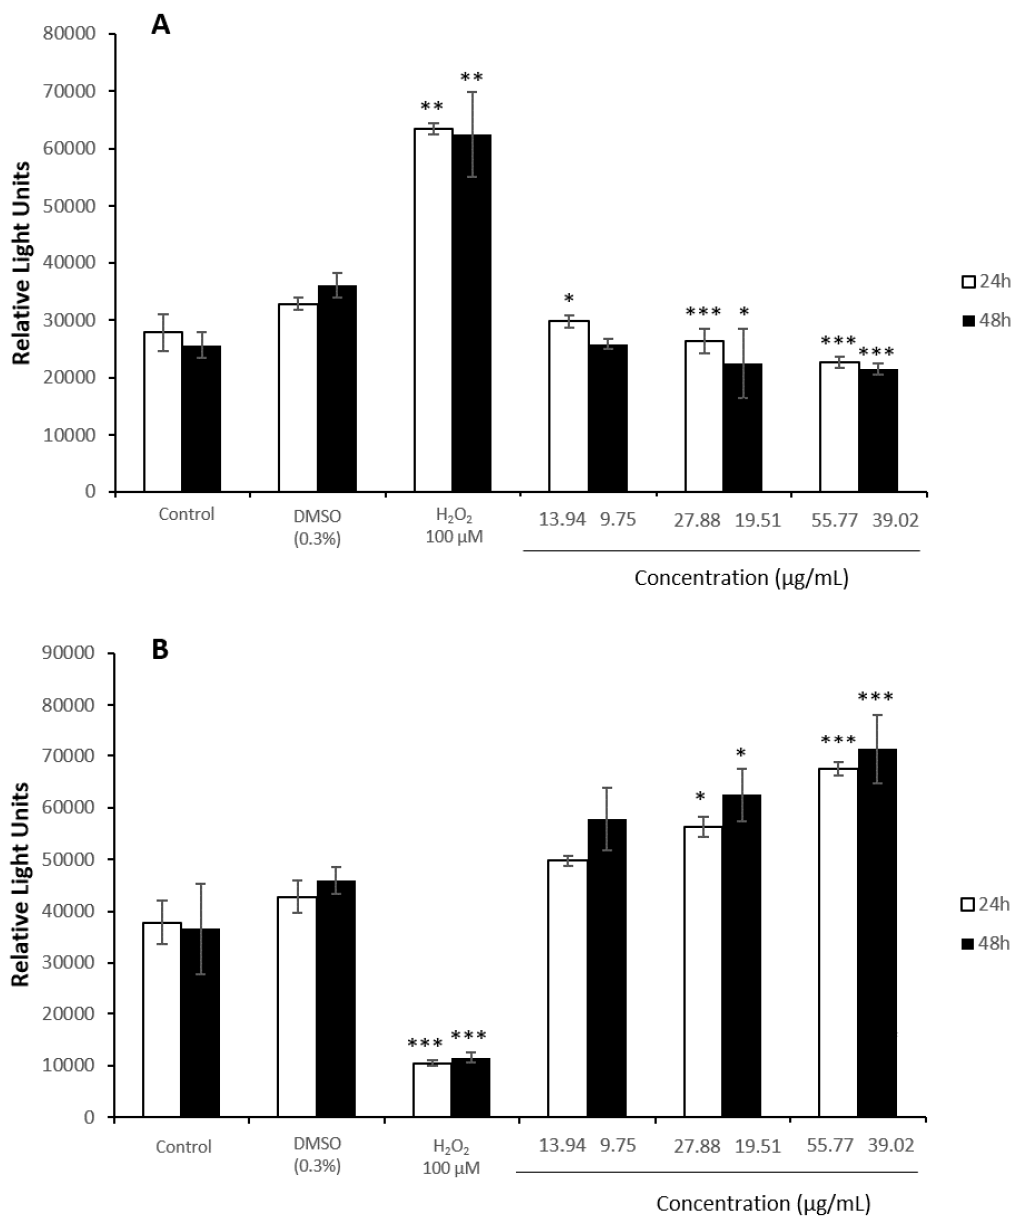 A
80000
70000
60000
50000
40000
30000
20000
10000
0
Relative Light Units
**
**
*
***
*
***
***
24h
48h
Control
DMSO
(0.3%)
H₂O₂
100 µM
13.94 9.75
27.88 19.51
55.77 39.02
Concentration (µg/mL)
B
90000
80000
70000
60000
50000
40000
30000
20000
10000
0
Relative Light Units
***
***
*
*
***
***
24h
48h
Control
DMSO
(0.3%)
H₂O₂
100 µM
13.94 9.75
27.88 19.51
55.77 39.02
Concentration (µg/mL)